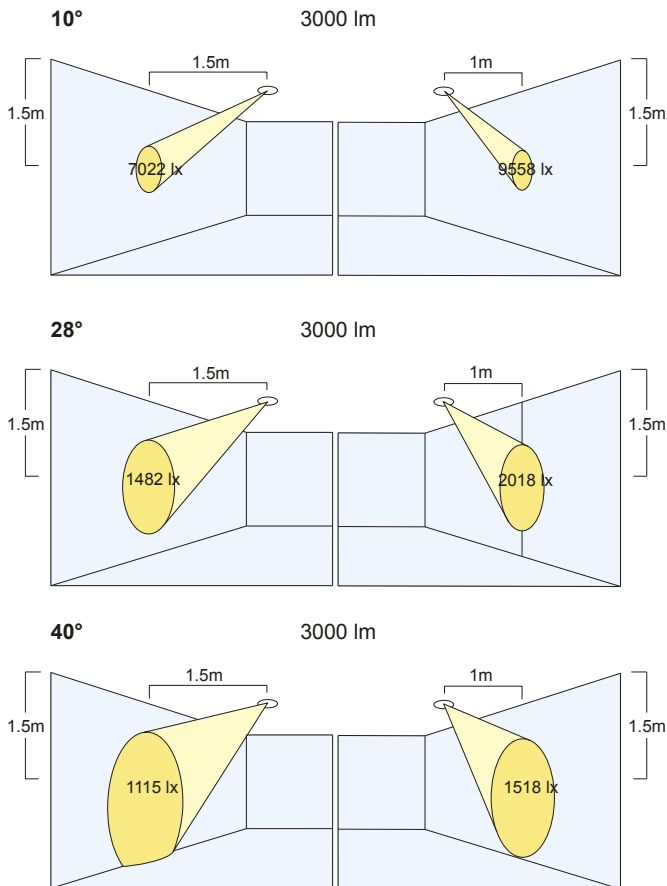 10° 3000 lm
1.5m 1m
1.5m 1.5m
7022 lx 9558 lx
28° 3000 lm
1.5m 1m
1.5m 1.5m
1482 lx 2018 lx
40° 3000 lm
1.5m 1m
1.5m 1.5m
1115 lx 1518 lx